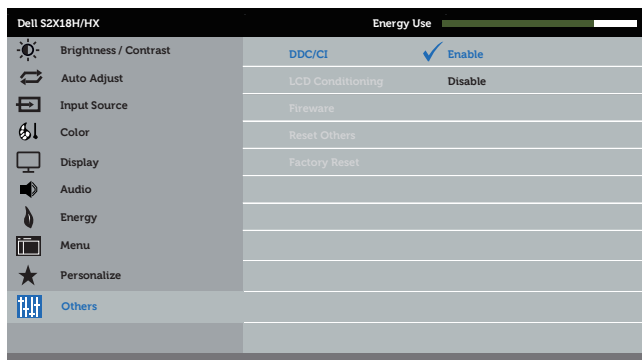 Dell S2X18H/HX Energy Use
Brightness / Contrast DDC/CI Enable
Auto Adjust LCD Conditioning Disable
Input Source Fireware
Color Reset Others
Display Factory Reset
Audio
Energy
Menu
Personalize
Others